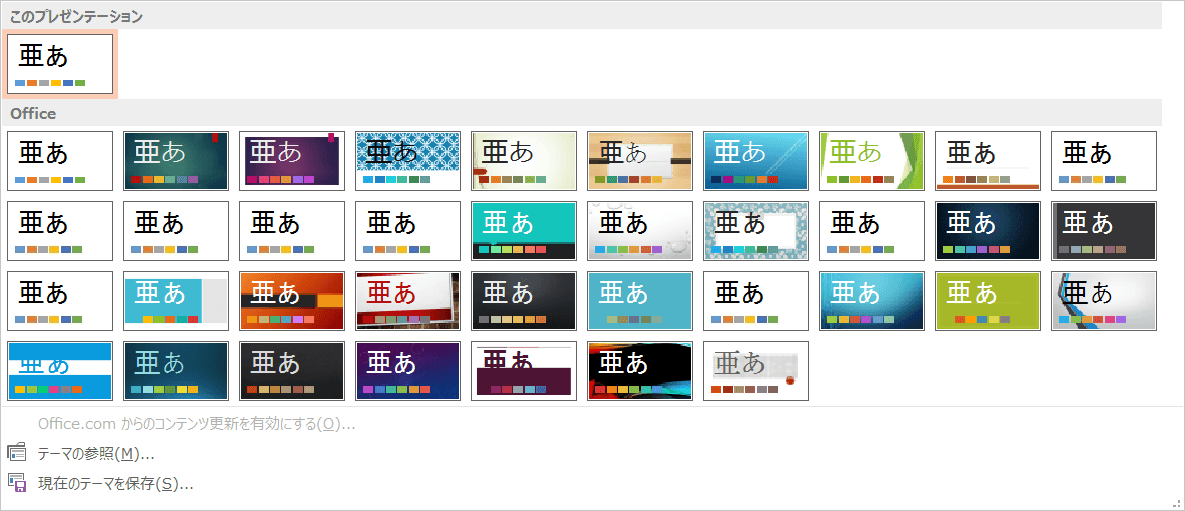 このプレゼンテーション
亜あ
Office
亜あ 亜あ 亜あ 亜あ 亜あ 亜あ 亜あ 亜あ 亜あ 亜あ
亜あ 亜あ 亜あ 亜あ 亜あ 亜あ 亜あ 亜あ 亜あ 亜あ
亜あ 亜あ 亜あ 亜あ 亜あ 亜あ 亜あ 亜あ 亜あ 亜あ
亜あ 亜あ 亜あ 亜あ 亜あ 亜あ 亜あ
Office.com からのコンテンツ更新を有効にする(O)...
テーマの参照(M)...
現在のテーマを保存(S)...